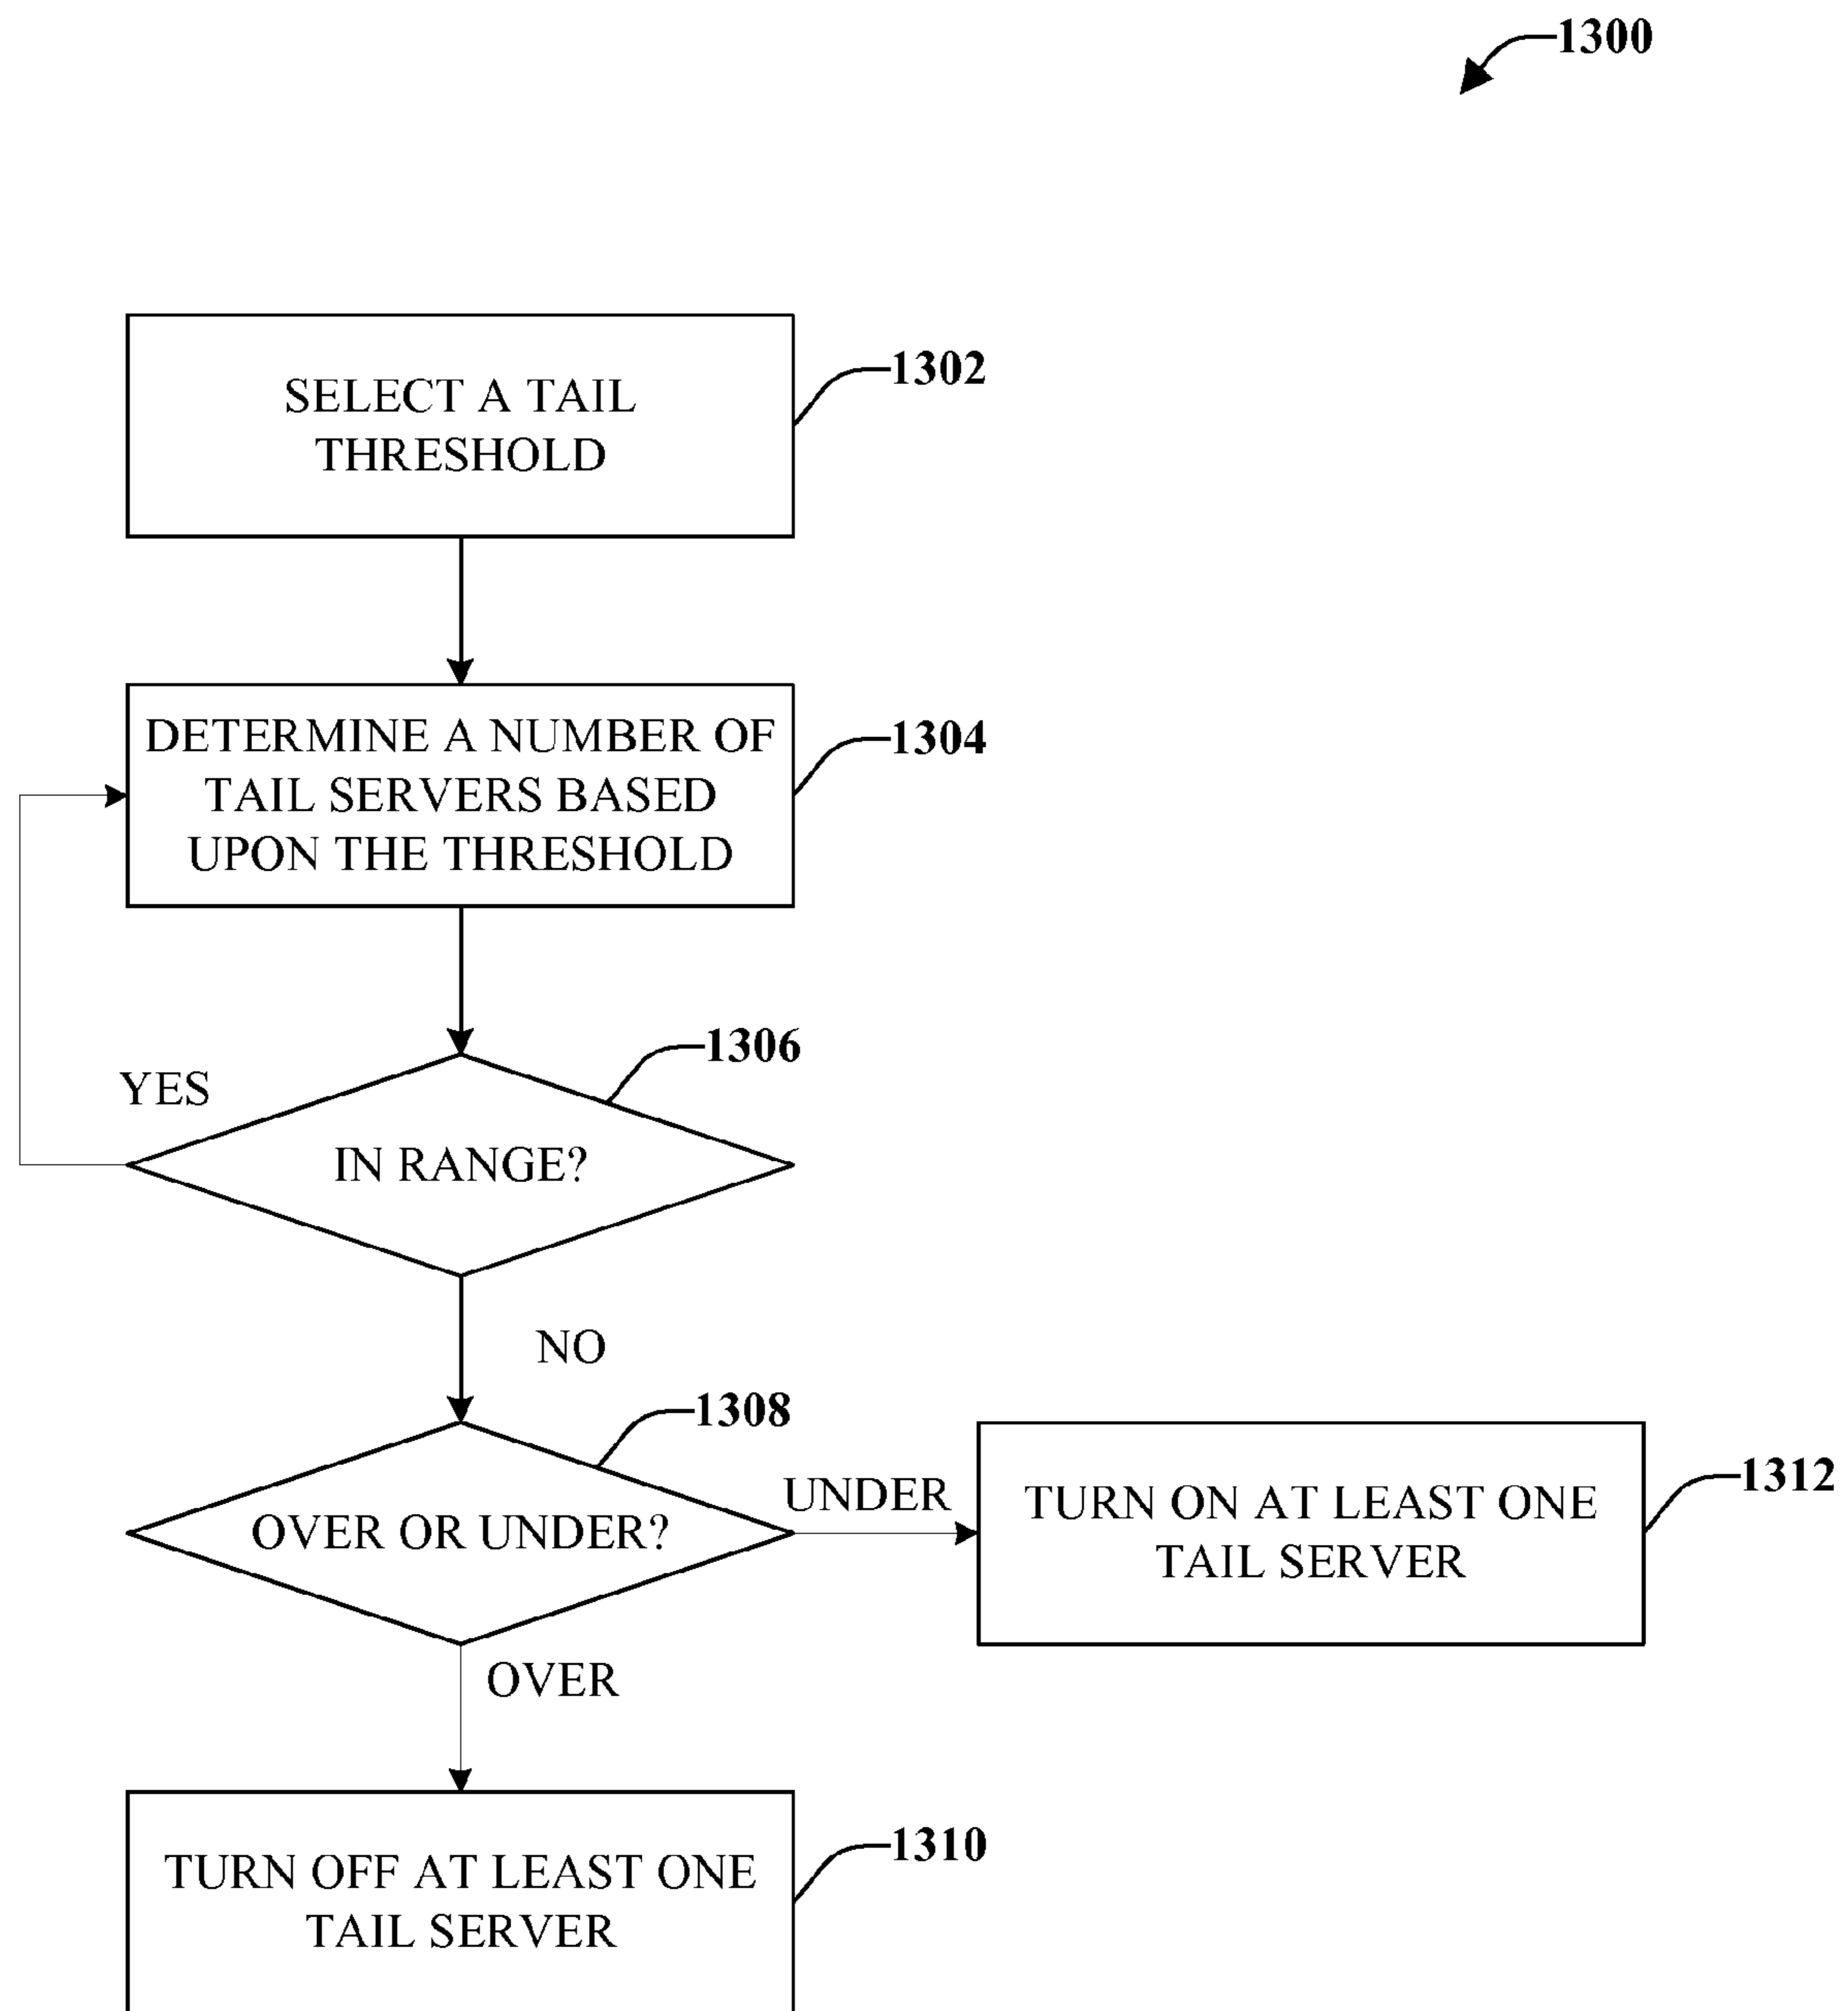 1300
SELECT A TAIL
THRESHOLD
1302
DETERMINE A NUMBER OF
TAIL SERVERS BASED
UPON THE THRESHOLD
1304
1306
YES
IN RANGE?
NO
1308
OVER OR UNDER?
UNDER
TURN ON AT LEAST ONE
TAIL SERVER
1312
OVER
TURN OFF AT LEAST ONE
TAIL SERVER
1310